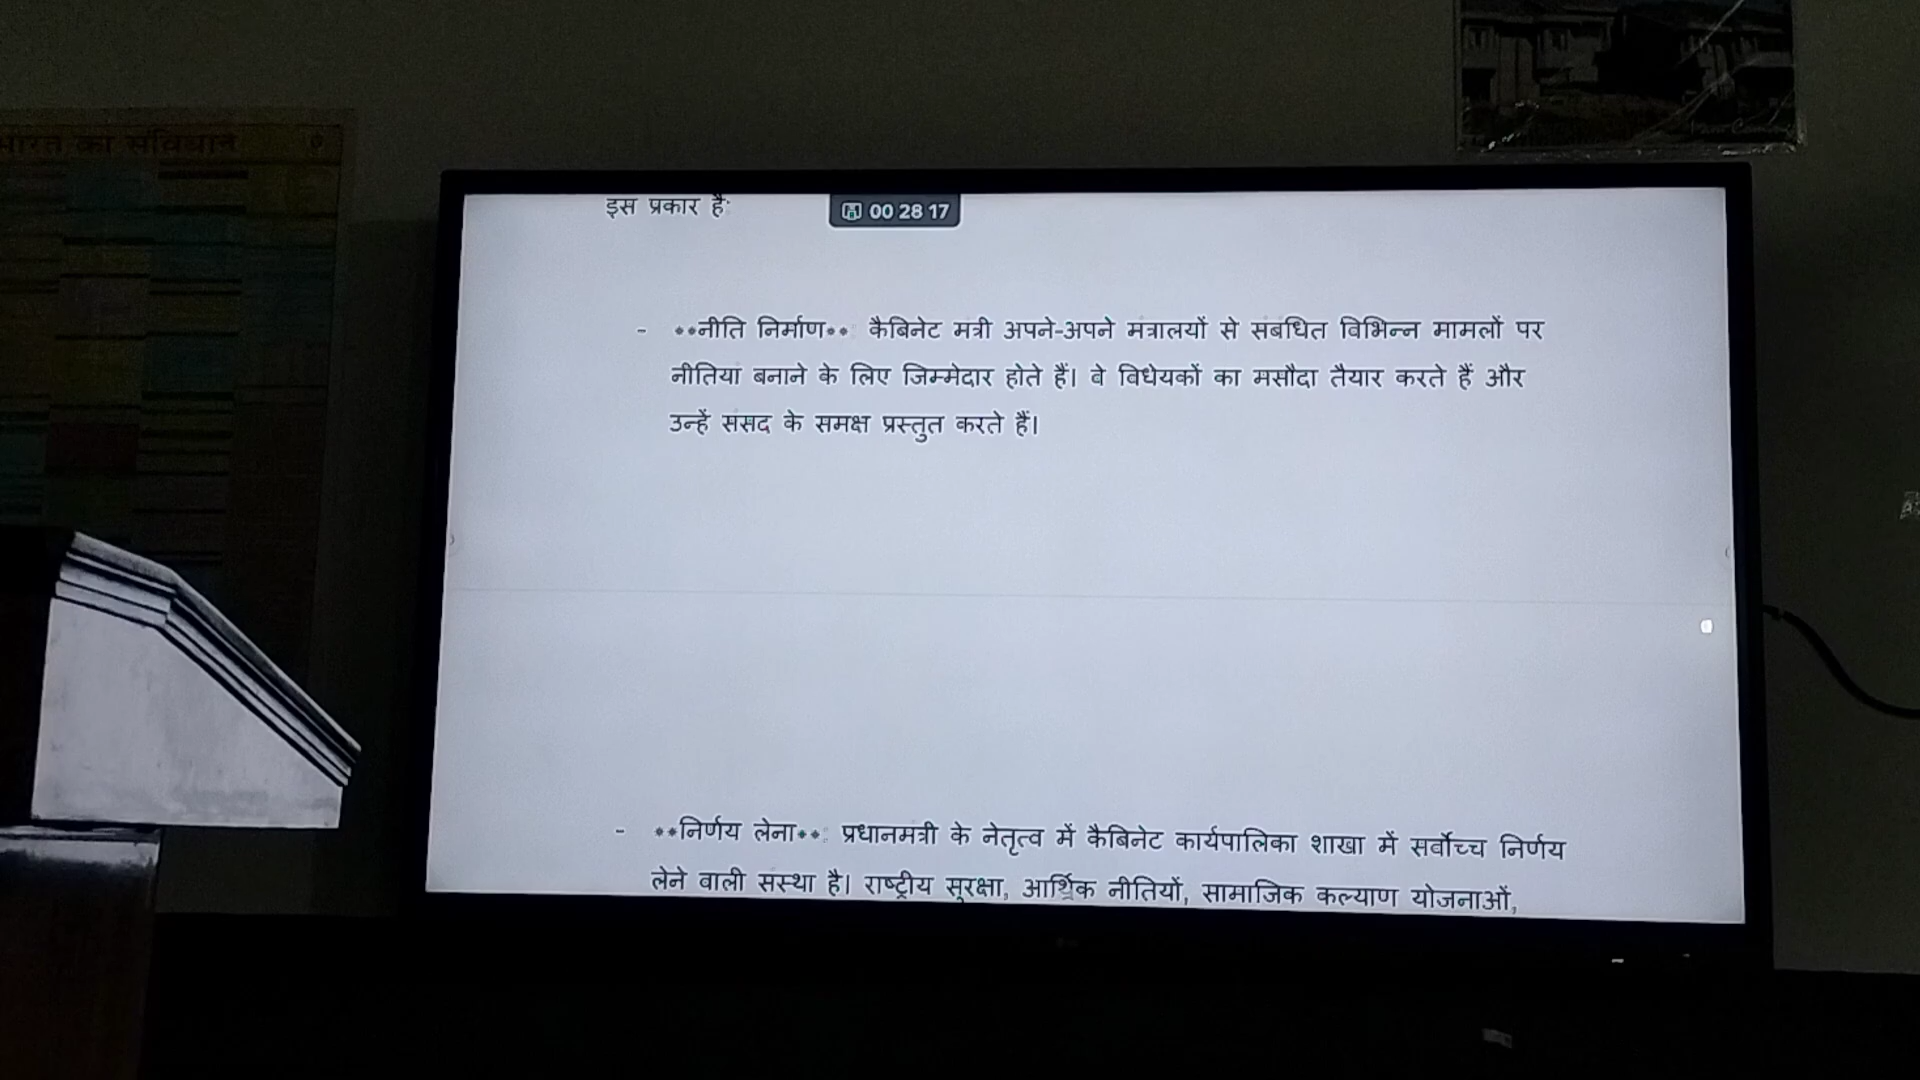 भारत का संविधान
इस प्रकार हैं:
00 28 17
- **नीति निर्माण**: कैबिनेट मंत्री अपने-अपने मंत्रालयों से संबंधित विभिन्न मामलों पर
नीतियां बनाने के लिए जिम्मेदार होते हैं। वे विधेयकों का मसौदा तैयार करते हैं और
उन्हें संसद के समक्ष प्रस्तुत करते हैं।
- **निर्णय लेना**: प्रधानमंत्री के नेतृत्व में कैबिनेट कार्यपालिका शाखा में सर्वोच्च निर्णय
लेने वाली संस्था है। राष्ट्रीय सुरक्षा, आर्थिक नीतियों, सामाजिक कल्याण योजनाओं,